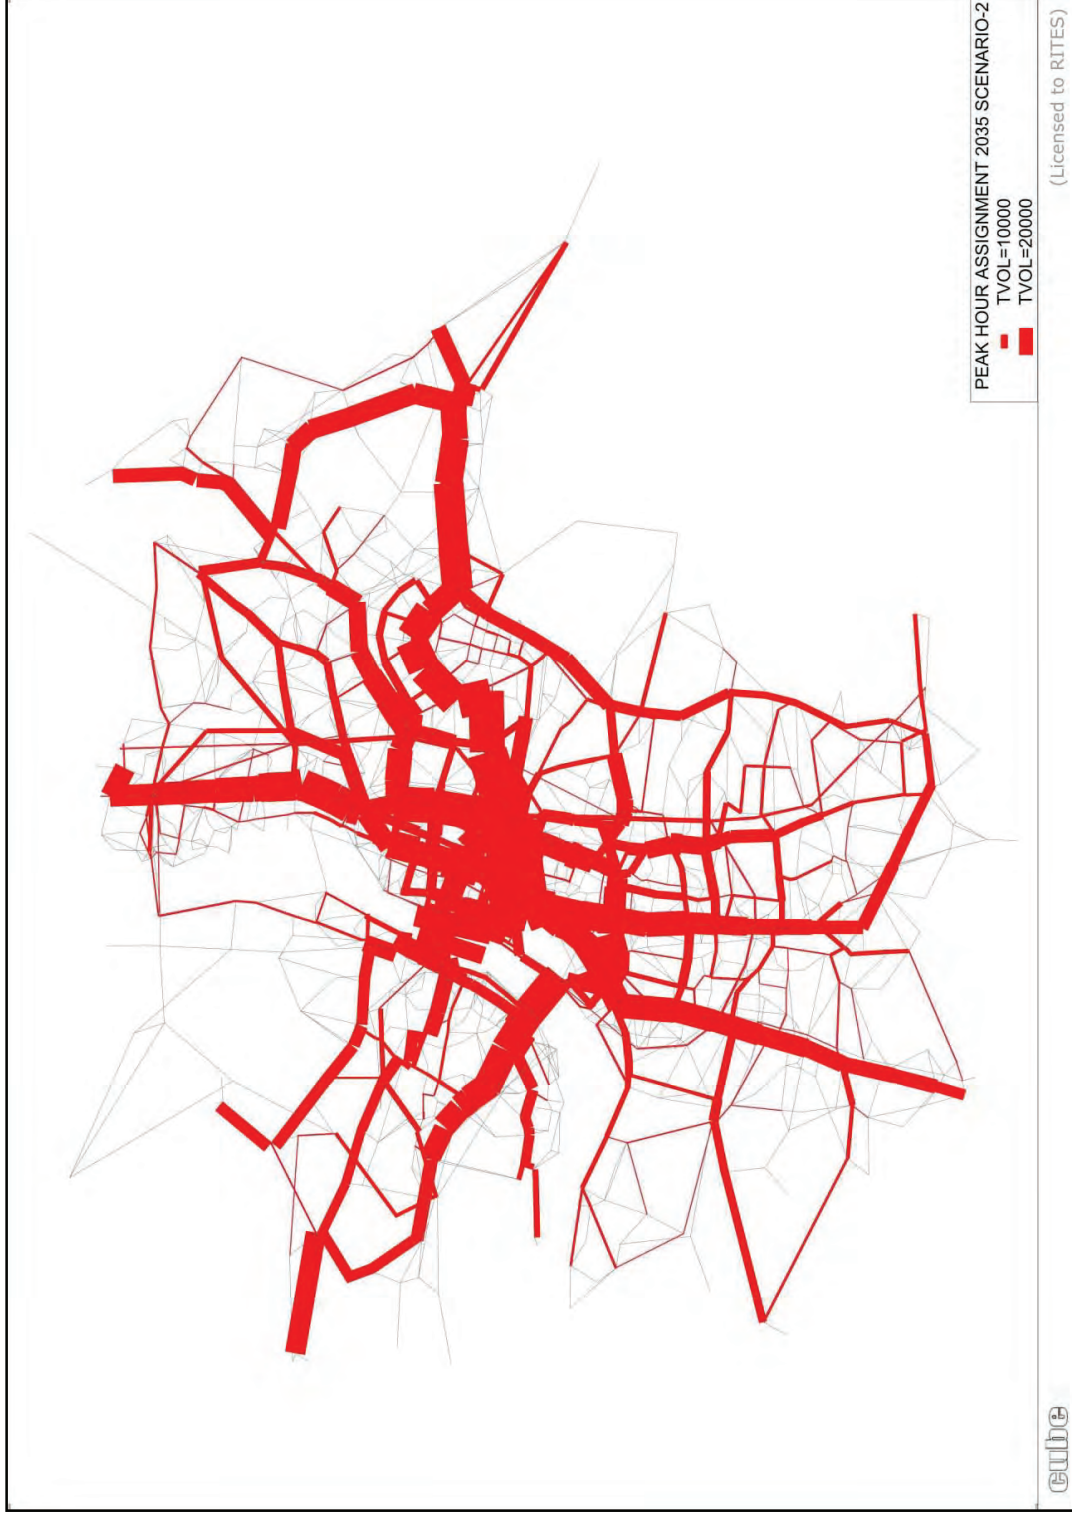 PEAK HOUR ASSIGNMENT 2035 SCENARIO-2
TVOL=10000
TVOL=20000
cube
(Licensed to RITES)